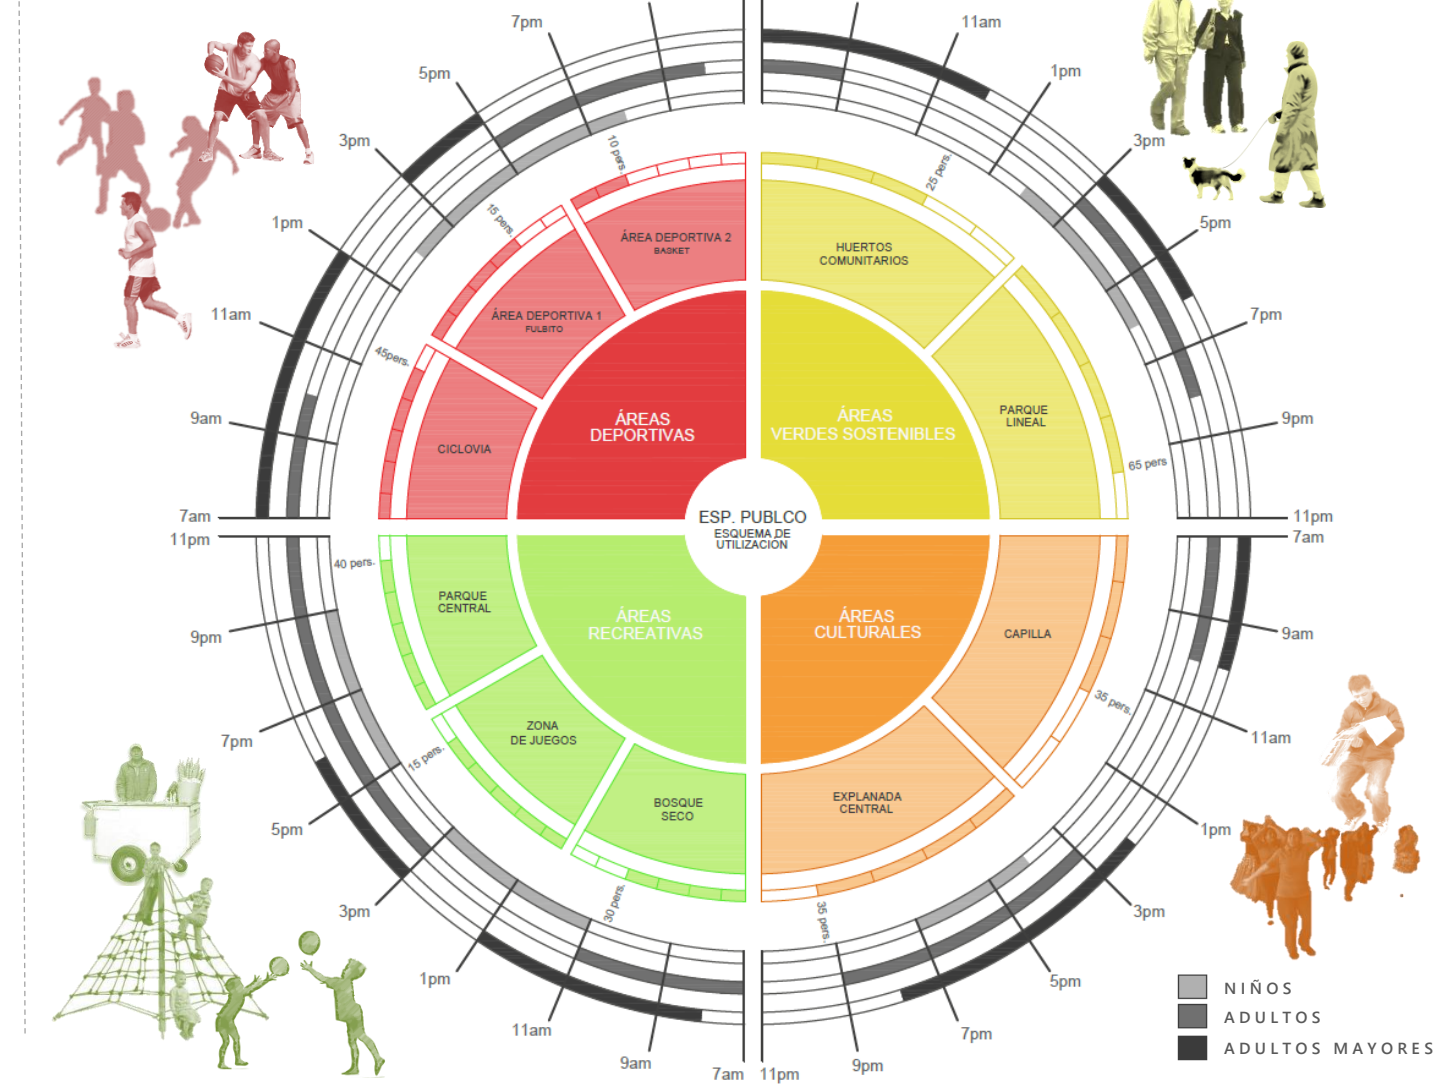 7pm
5pm
3pm
1pm
11am
9am
7am
11am
1pm
3pm
5pm
7pm
9pm
11pm
10 pers.
15 pers.
45pers.
25 pers.
65 pers
ÁREA DEPORTIVA 2
BASKET
ÁREA DEPORTIVA 1
FULBITO
CICLOVIA
ÁREAS
DEPORTIVAS
HUERTOS
COMUNITARIOS
PARQUE
LINEAL
ÁREAS
VERDES SOSTENIBLES
ESP. PUBLCO
ESQUEMA DE
UTILIZACION
11pm
9pm
7pm
5pm
3pm
1pm
11am
9am
7am
40 pers.
15 pers.
30 pers.
PARQUE
CENTRAL
ZONA
DE JUEGOS
BOSQUE
SECO
ÁREAS
RECREATIVAS
ÁREAS
CULTURALES
CAPILLA
EXPLANADA
CENTRAL
35 pers.
35 pers.
7am
9am
11am
1pm
3pm
5pm
7pm
9pm
11pm
NIÑOS
ADULTOS
ADULTOS MAYORES